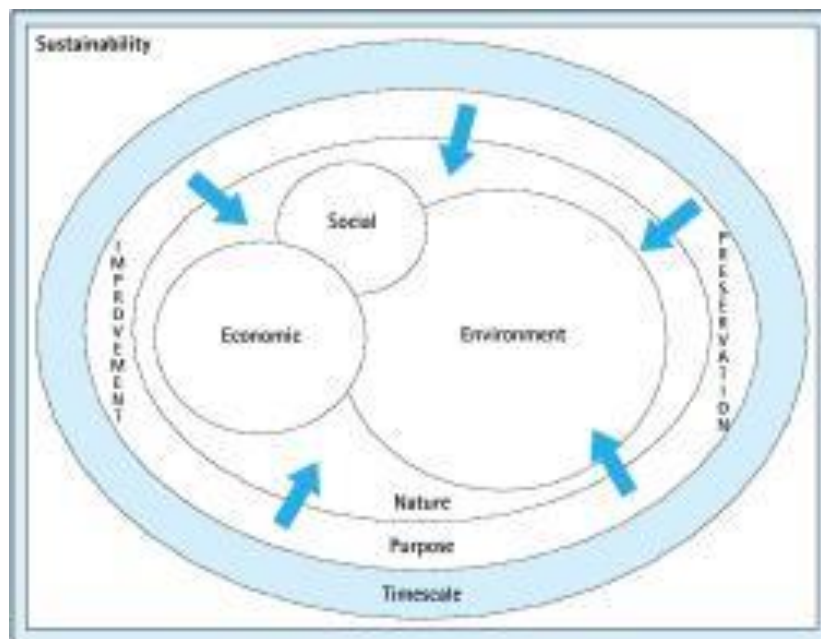 Sustainability
Social
IMPROVEMENT
PRESERVATION
Economic
Environment
Nature
Purpose
Timescale